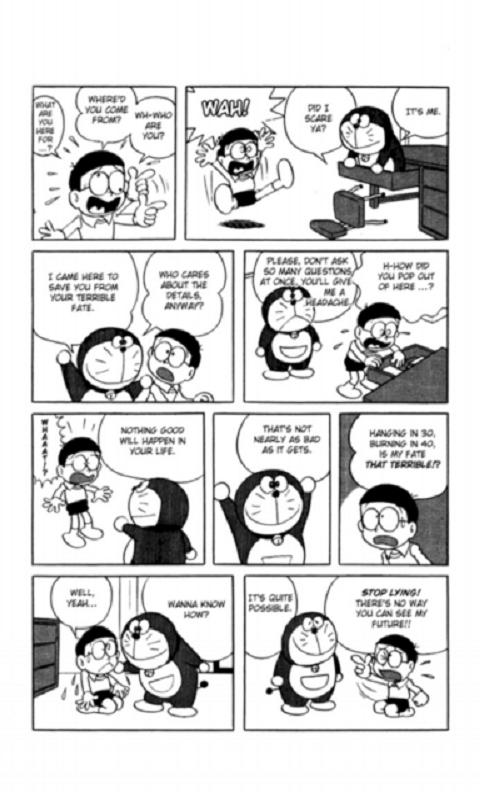 IT'S ME.
DID I
SCARE
YA?
WAH!
WHERE'D
YOU COME
FROM?
WH-WHO
ARE
YOU?
WHAT
ARE
YOU
HERE
FOR
...?
H-HOW DID
YOU POP OUT
OF HERE ...?
PLEASE, DON'T ASK
SO MANY QUESTIONS
AT ONCE. YOU'LL GIVE
ME A
HEADACHE.
WHO CARES
ABOUT THE
DETAILS,
ANYWAY?
I CAME HERE TO
SAVE YOU FROM
YOUR TERRIBLE
FATE.
HANGING IN 30,
BURNING IN 40,
IS MY FATE
THAT TERRIBLE!?
THAT'S NOT
NEARLY AS BAD
AS IT GETS.
NOTHING GOOD
WILL HAPPEN IN
YOUR LIFE.
WHAAAT!?
STOP LYING!
THERE'S NO WAY
YOU CAN SEE MY
FUTURE!!
IT'S QUITE
POSSIBLE.
WANNA KNOW
HOW?
WELL,
YEAH...